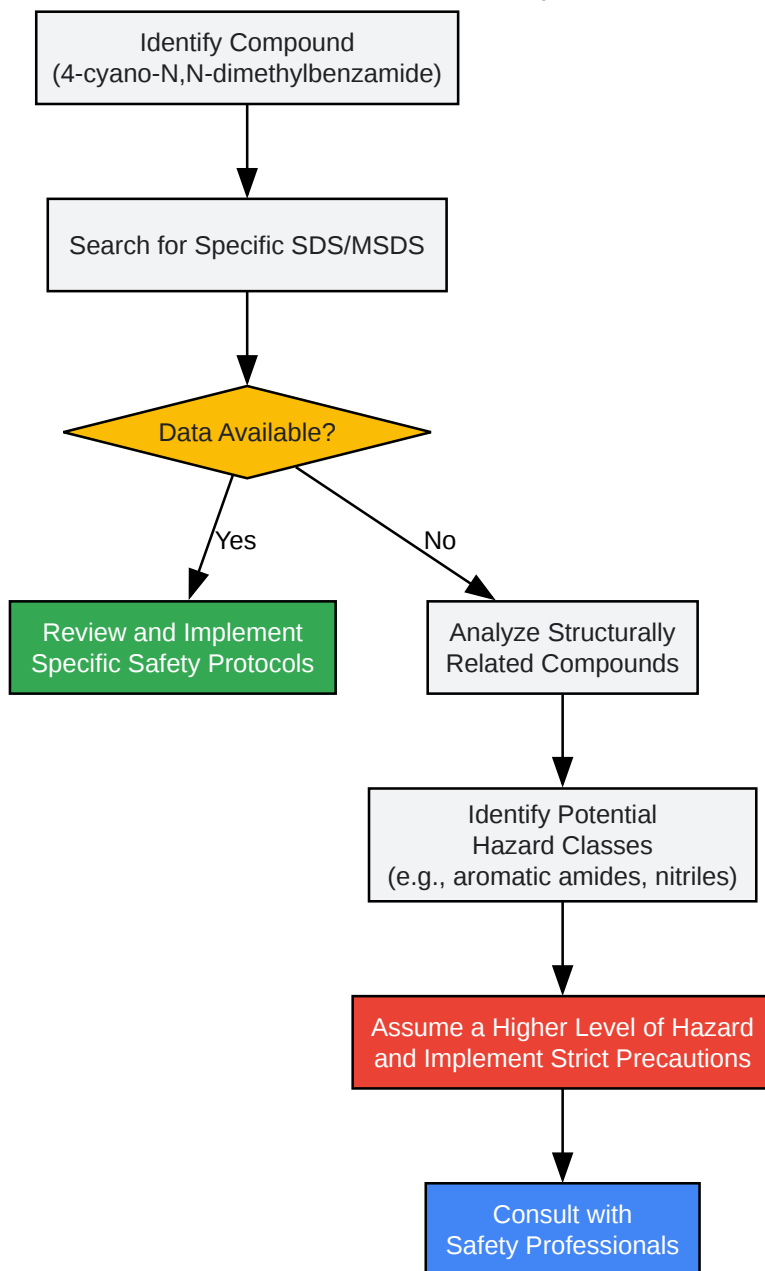 Identify Compound
(4-cyano-N,N-dimethylbenzamide)
Search for Specific SDS/MSDS
Data Available?
Yes
No
Review and Implement
Specific Safety Protocols
Analyze Structurally
Related Compounds
Identify Potential
Hazard Classes
(e.g., aromatic amides, nitriles)
Assume a Higher Level of Hazard
and Implement Strict Precautions
Consult with
Safety Professionals